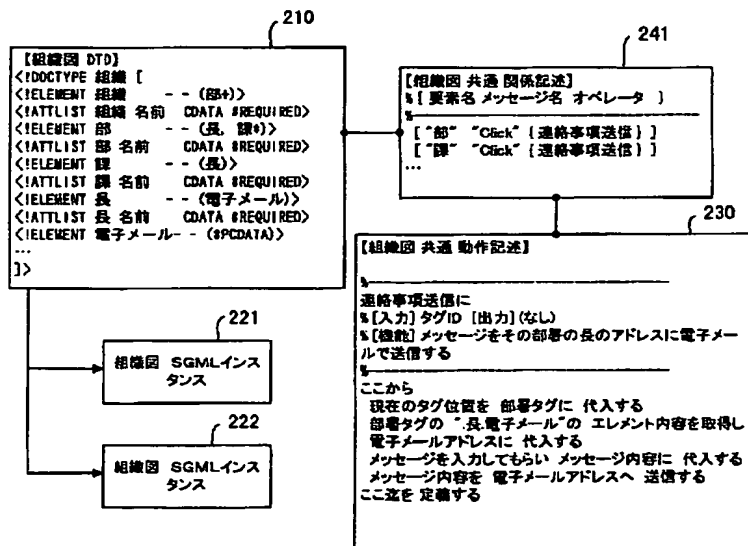 210
【組織図 DTD】
<!DOCTYPE 組織 [
<!ELEMENT 組織 - - (部+)>
<!ATTLIST 組織 名前 CDATA #REQUIRED>
<!ELEMENT 部 - - (長, 課*)>
<!ATTLIST 部 名前 CDATA #REQUIRED>
<!ELEMENT 課 - - (長)>
<!ATTLIST 課 名前 CDATA #REQUIRED>
<!ELEMENT 長 - - (電子メール)>
<!ATTLIST 長 名前 CDATA #REQUIRED>
<!ELEMENT 電子メール- - (#PCDATA)>
...
]>
241
【組織図 共通 関係記述】
%[ 要素名 メッセージ名 オペレータ ]
%
[ "部" "Click" {連絡事項送信} ]
[ "課" "Click" {連絡事項送信} ]
...
230
【組織図 共通 動作記述】
%
連絡事項送信に
%[入力] タグID [出力](なし)
%[機能] メッセージをその部署の長のアドレスに電子メー
ルで送信する
%
ここから
現在のタグ位置を 部署タグに 代入する
部署タグの ".長.電子メール"の エレメント内容を取得し
電子メールアドレスに 代入する
メッセージを入力してもらい メッセージ内容に 代入する
メッセージ内容を 電子メールアドレスへ 送信する
ここ迄を 定義する
221
組織図 SGMLインス
タンス
222
組織図 SGMLインス
タンス